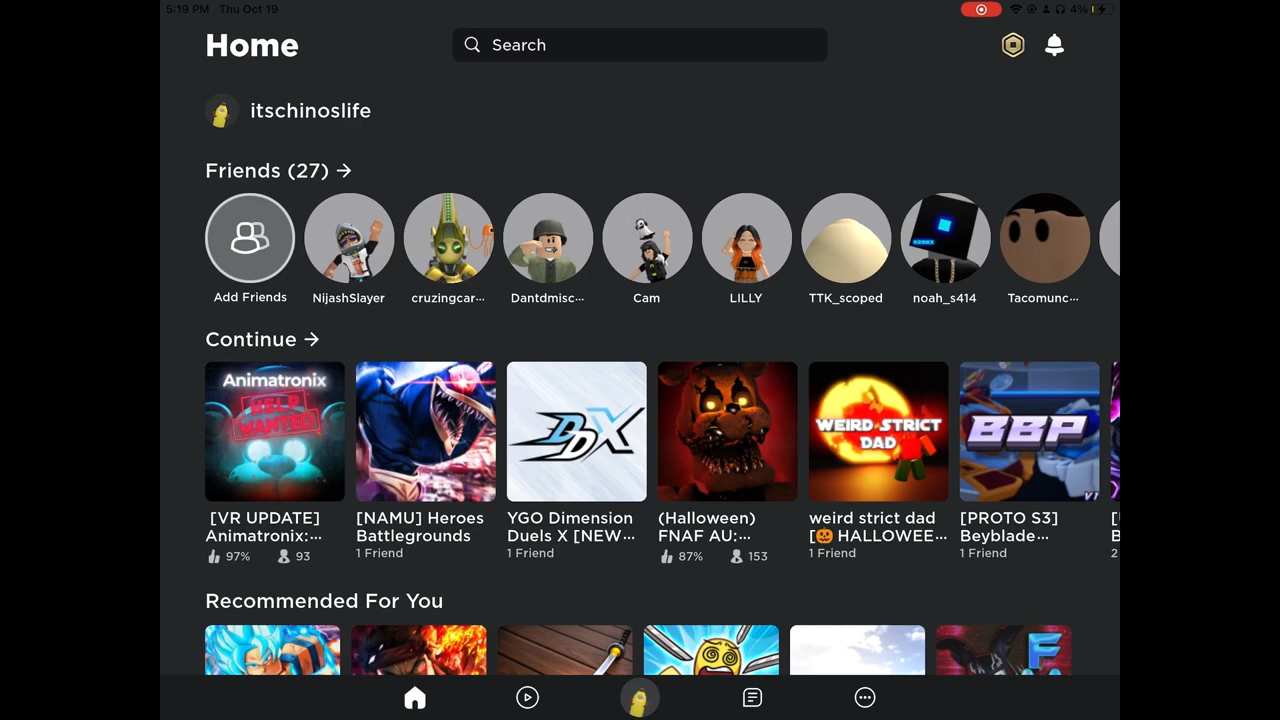 5:19 PM Thu Oct 19 4%
Home
Search
itschinoslife
Friends (27) →
Add Friends NijashSlayer cruzingcar... Dantdmisc... Cam LILLY TTK_scoped noah_s414 Tacomunc...
Continue →
Animatronix
HELP
WANTED
DDX
WEIRD STRICT
DAD
BBP
V1
[VR UPDATE]
Animatronix:...
97% 93
[NAMU] Heroes
Battlegrounds
1 Friend
YGO Dimension
Duels X [NEW...
1 Friend
(Halloween)
FNAF AU:...
87% 153
weird strict dad
[🎃 HALLOWEE...
1 Friend
[PROTO S3]
Beyblade...
1 Friend
Recommended For You
F